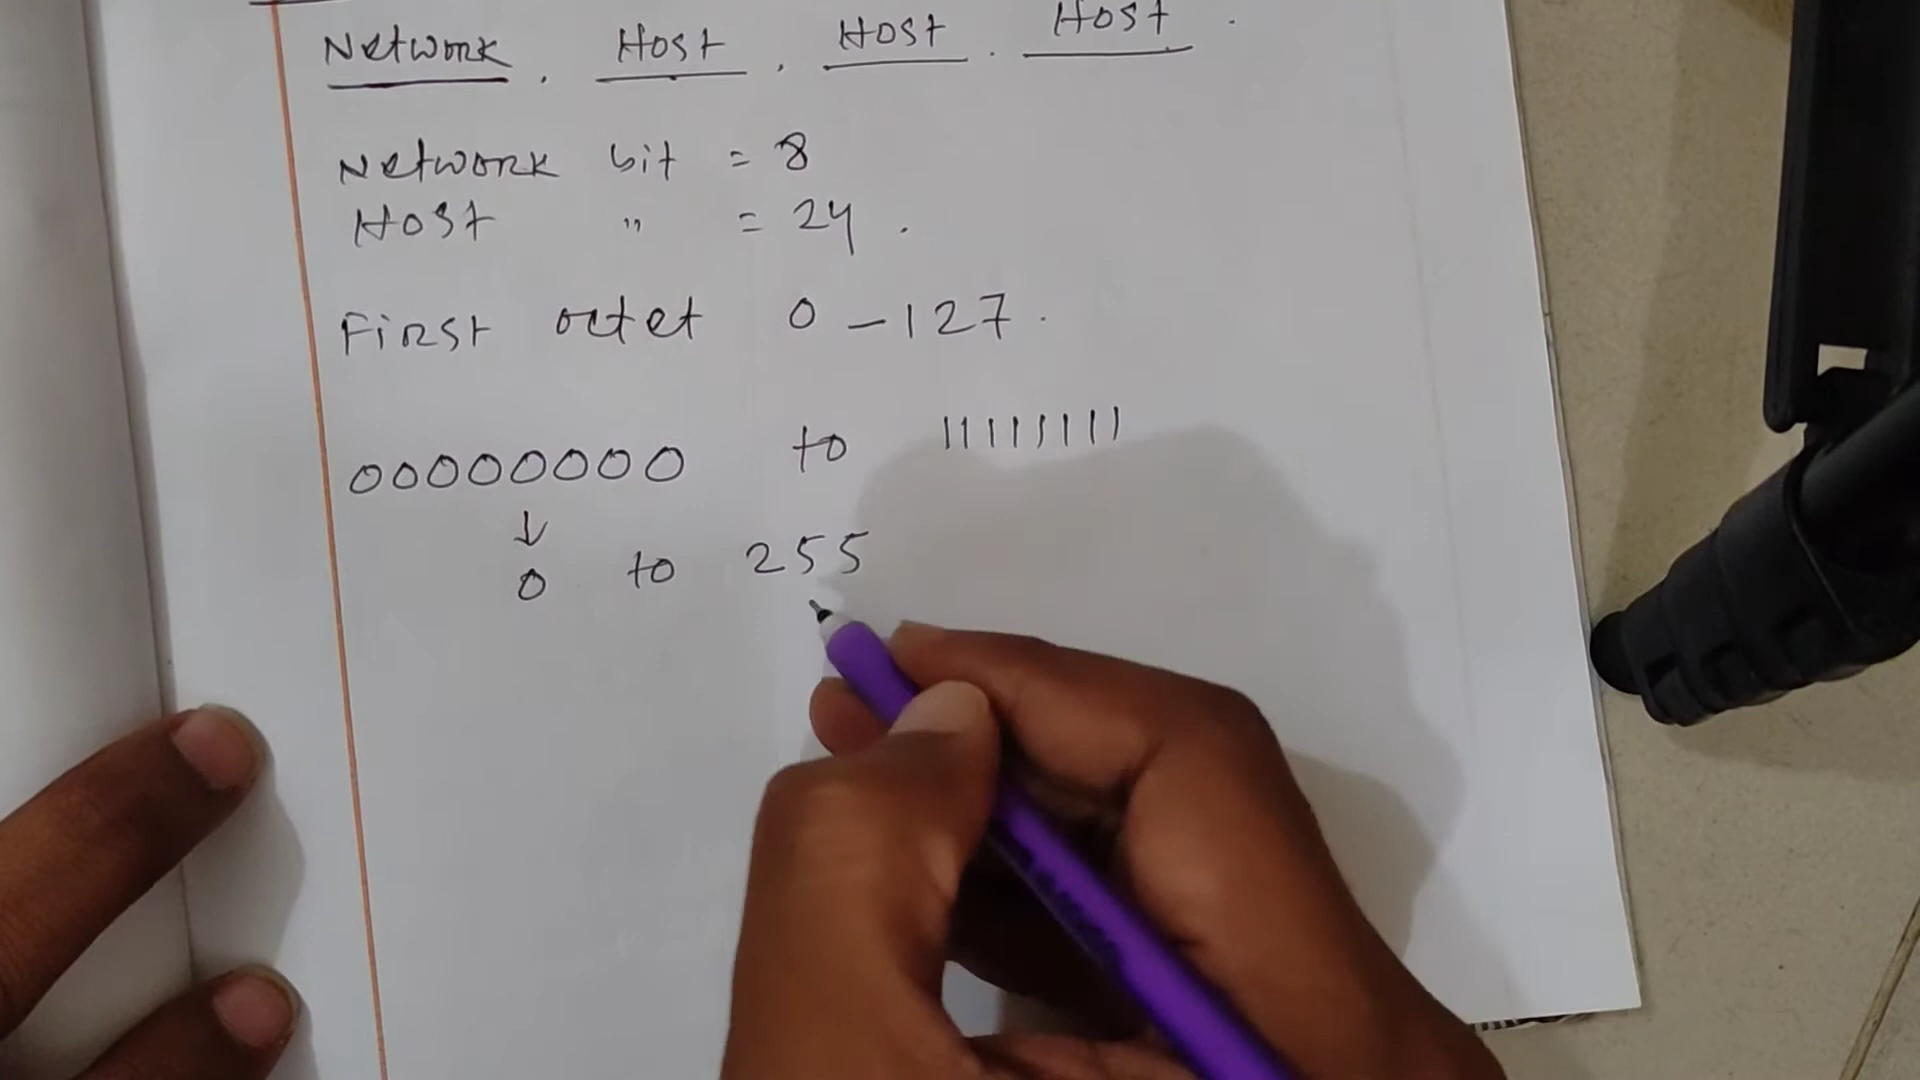 Network . Host . Host . Host .
Network bit = 8
Host " = 24 .
First octet 0 - 127 .
00000000 to 11111111
↓
0 to 255